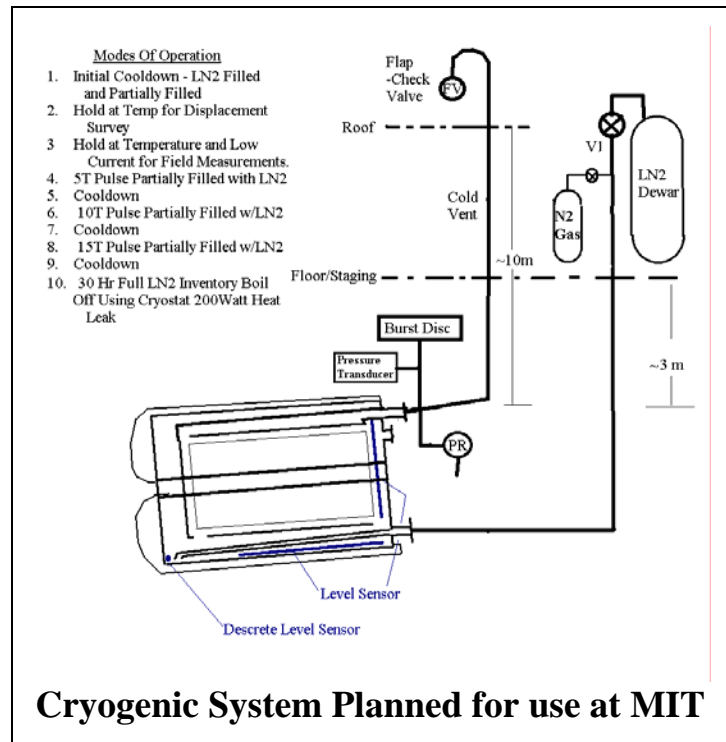 Modes Of Operation
1. Initial Cooldown - LN2 Filled
and Partially Filled
2. Hold at Temp for Displacement
Survey
3 Hold at Temperature and Low
Current for Field Measurements.
4. 5T Pulse Partially Filled with LN2
5. Cooldown
6. 10T Pulse Partially Filled w/LN2
7. Cooldown
8. 15T Pulse Partially Filled w/LN2
9. Cooldown
10. 30 Hr Full LN2 Inventory Boil
Off Using Cryostat 200Watt Heat
Leak
Flap
-Check
Valve
FV
Roof
V1
LN2
Dewar
Cold
Vent
N2
Gas
~10m
Floor/Staging
Burst Disc
Pressure
Transducer
~3 m
PR
Level Sensor
Descrete Level Sensor
Cryogenic System Planned for use at MIT